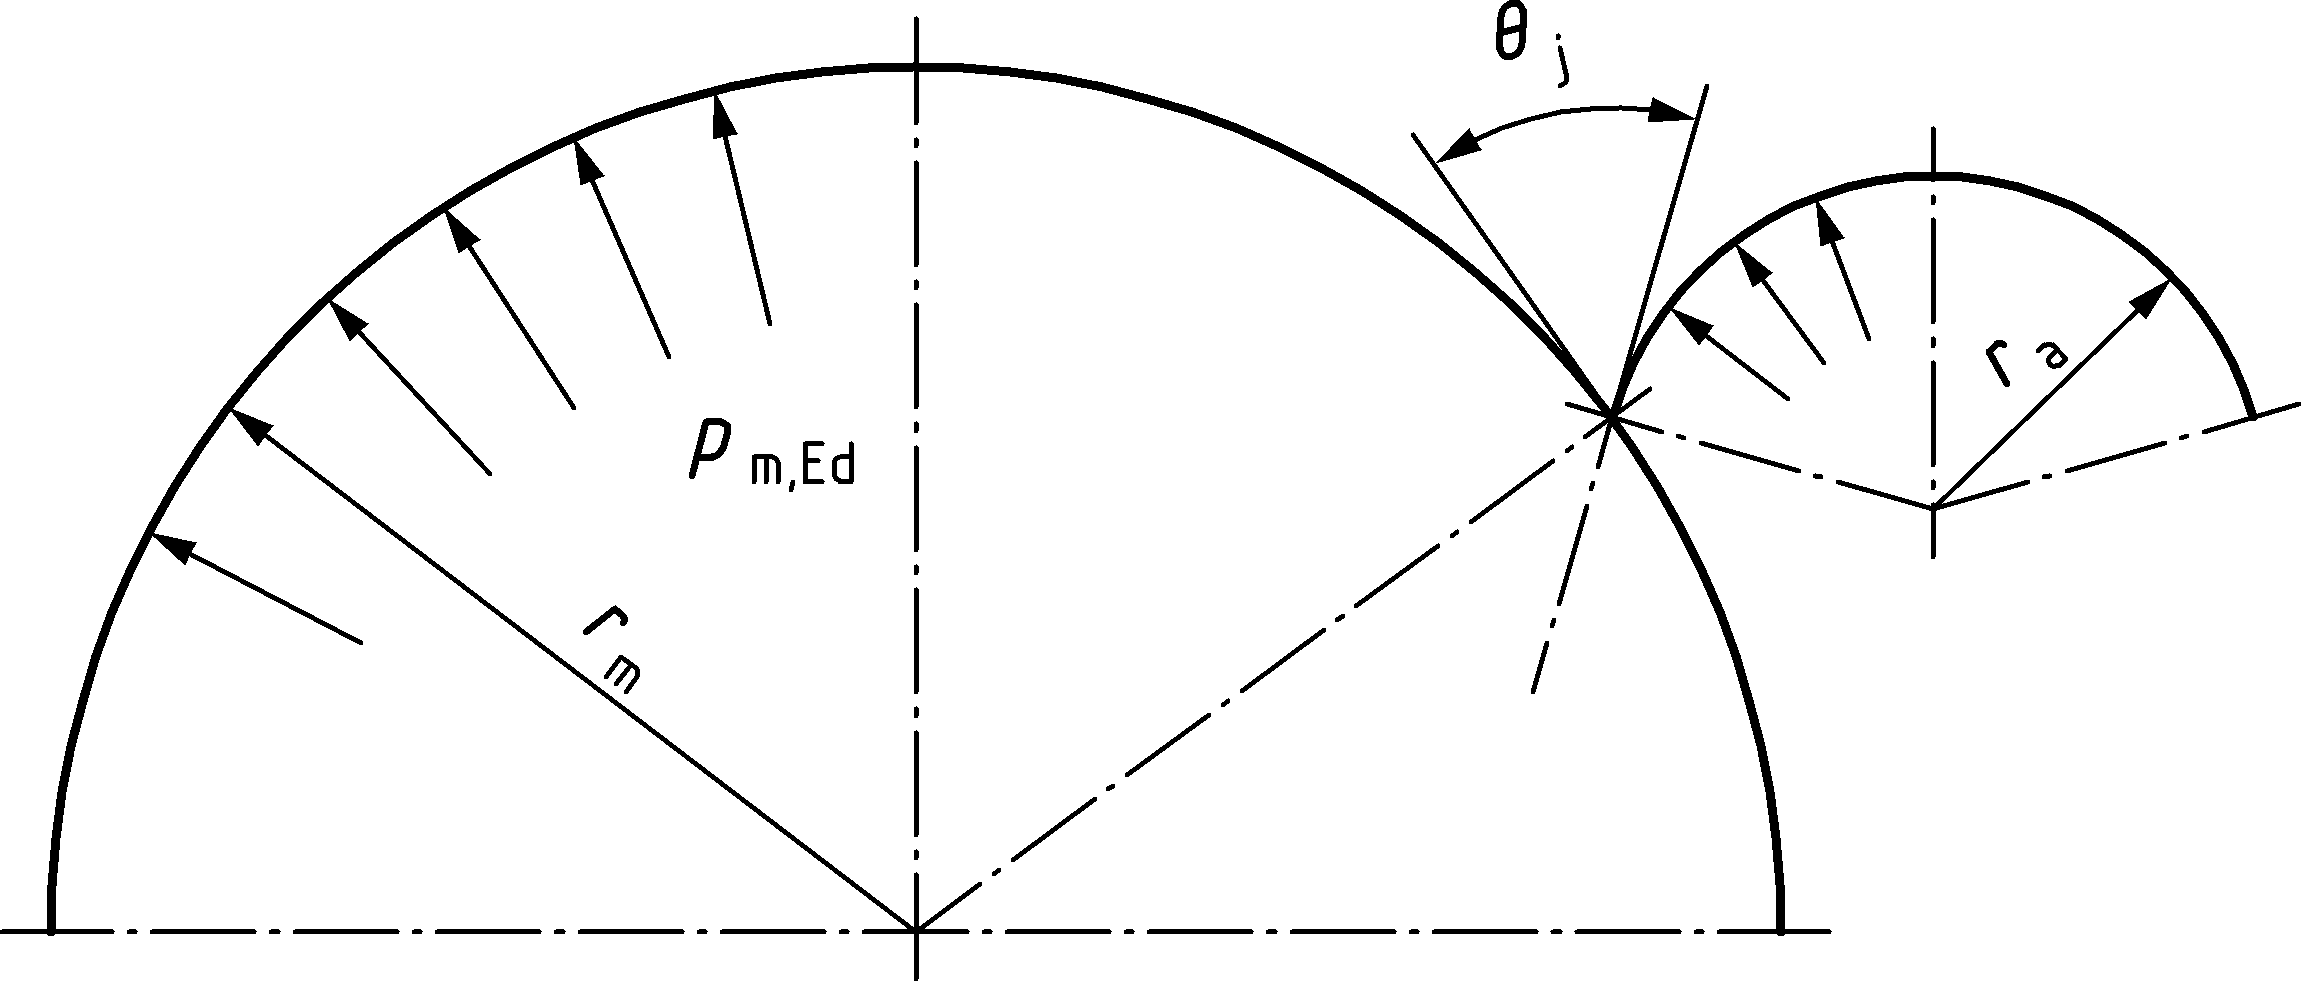 θ j
r a
p m,Ed
r m